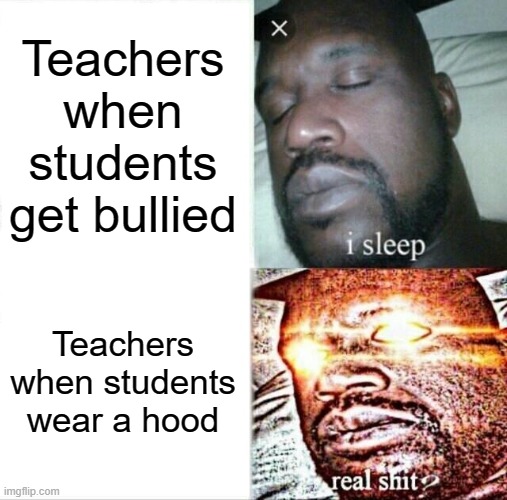 Teachers
when
students
get bullied
i sleep
Teachers
when students
wear a hood
real shit?
imgflip.com